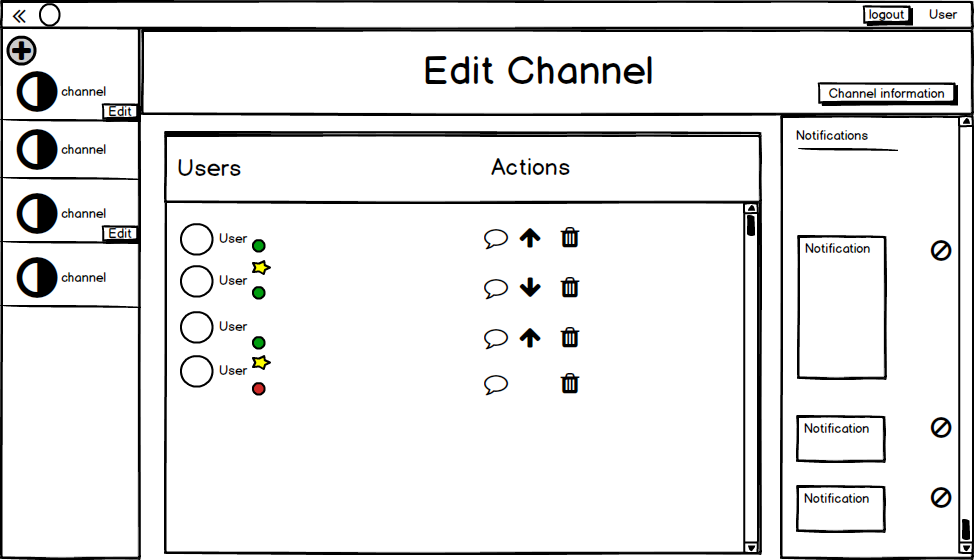 logout
User
Edit Channel
Channel information
channel
Edit
channel
channel
Edit
channel
Users
Actions
User
User
User
User
Notifications
Notification
Notification
Notification